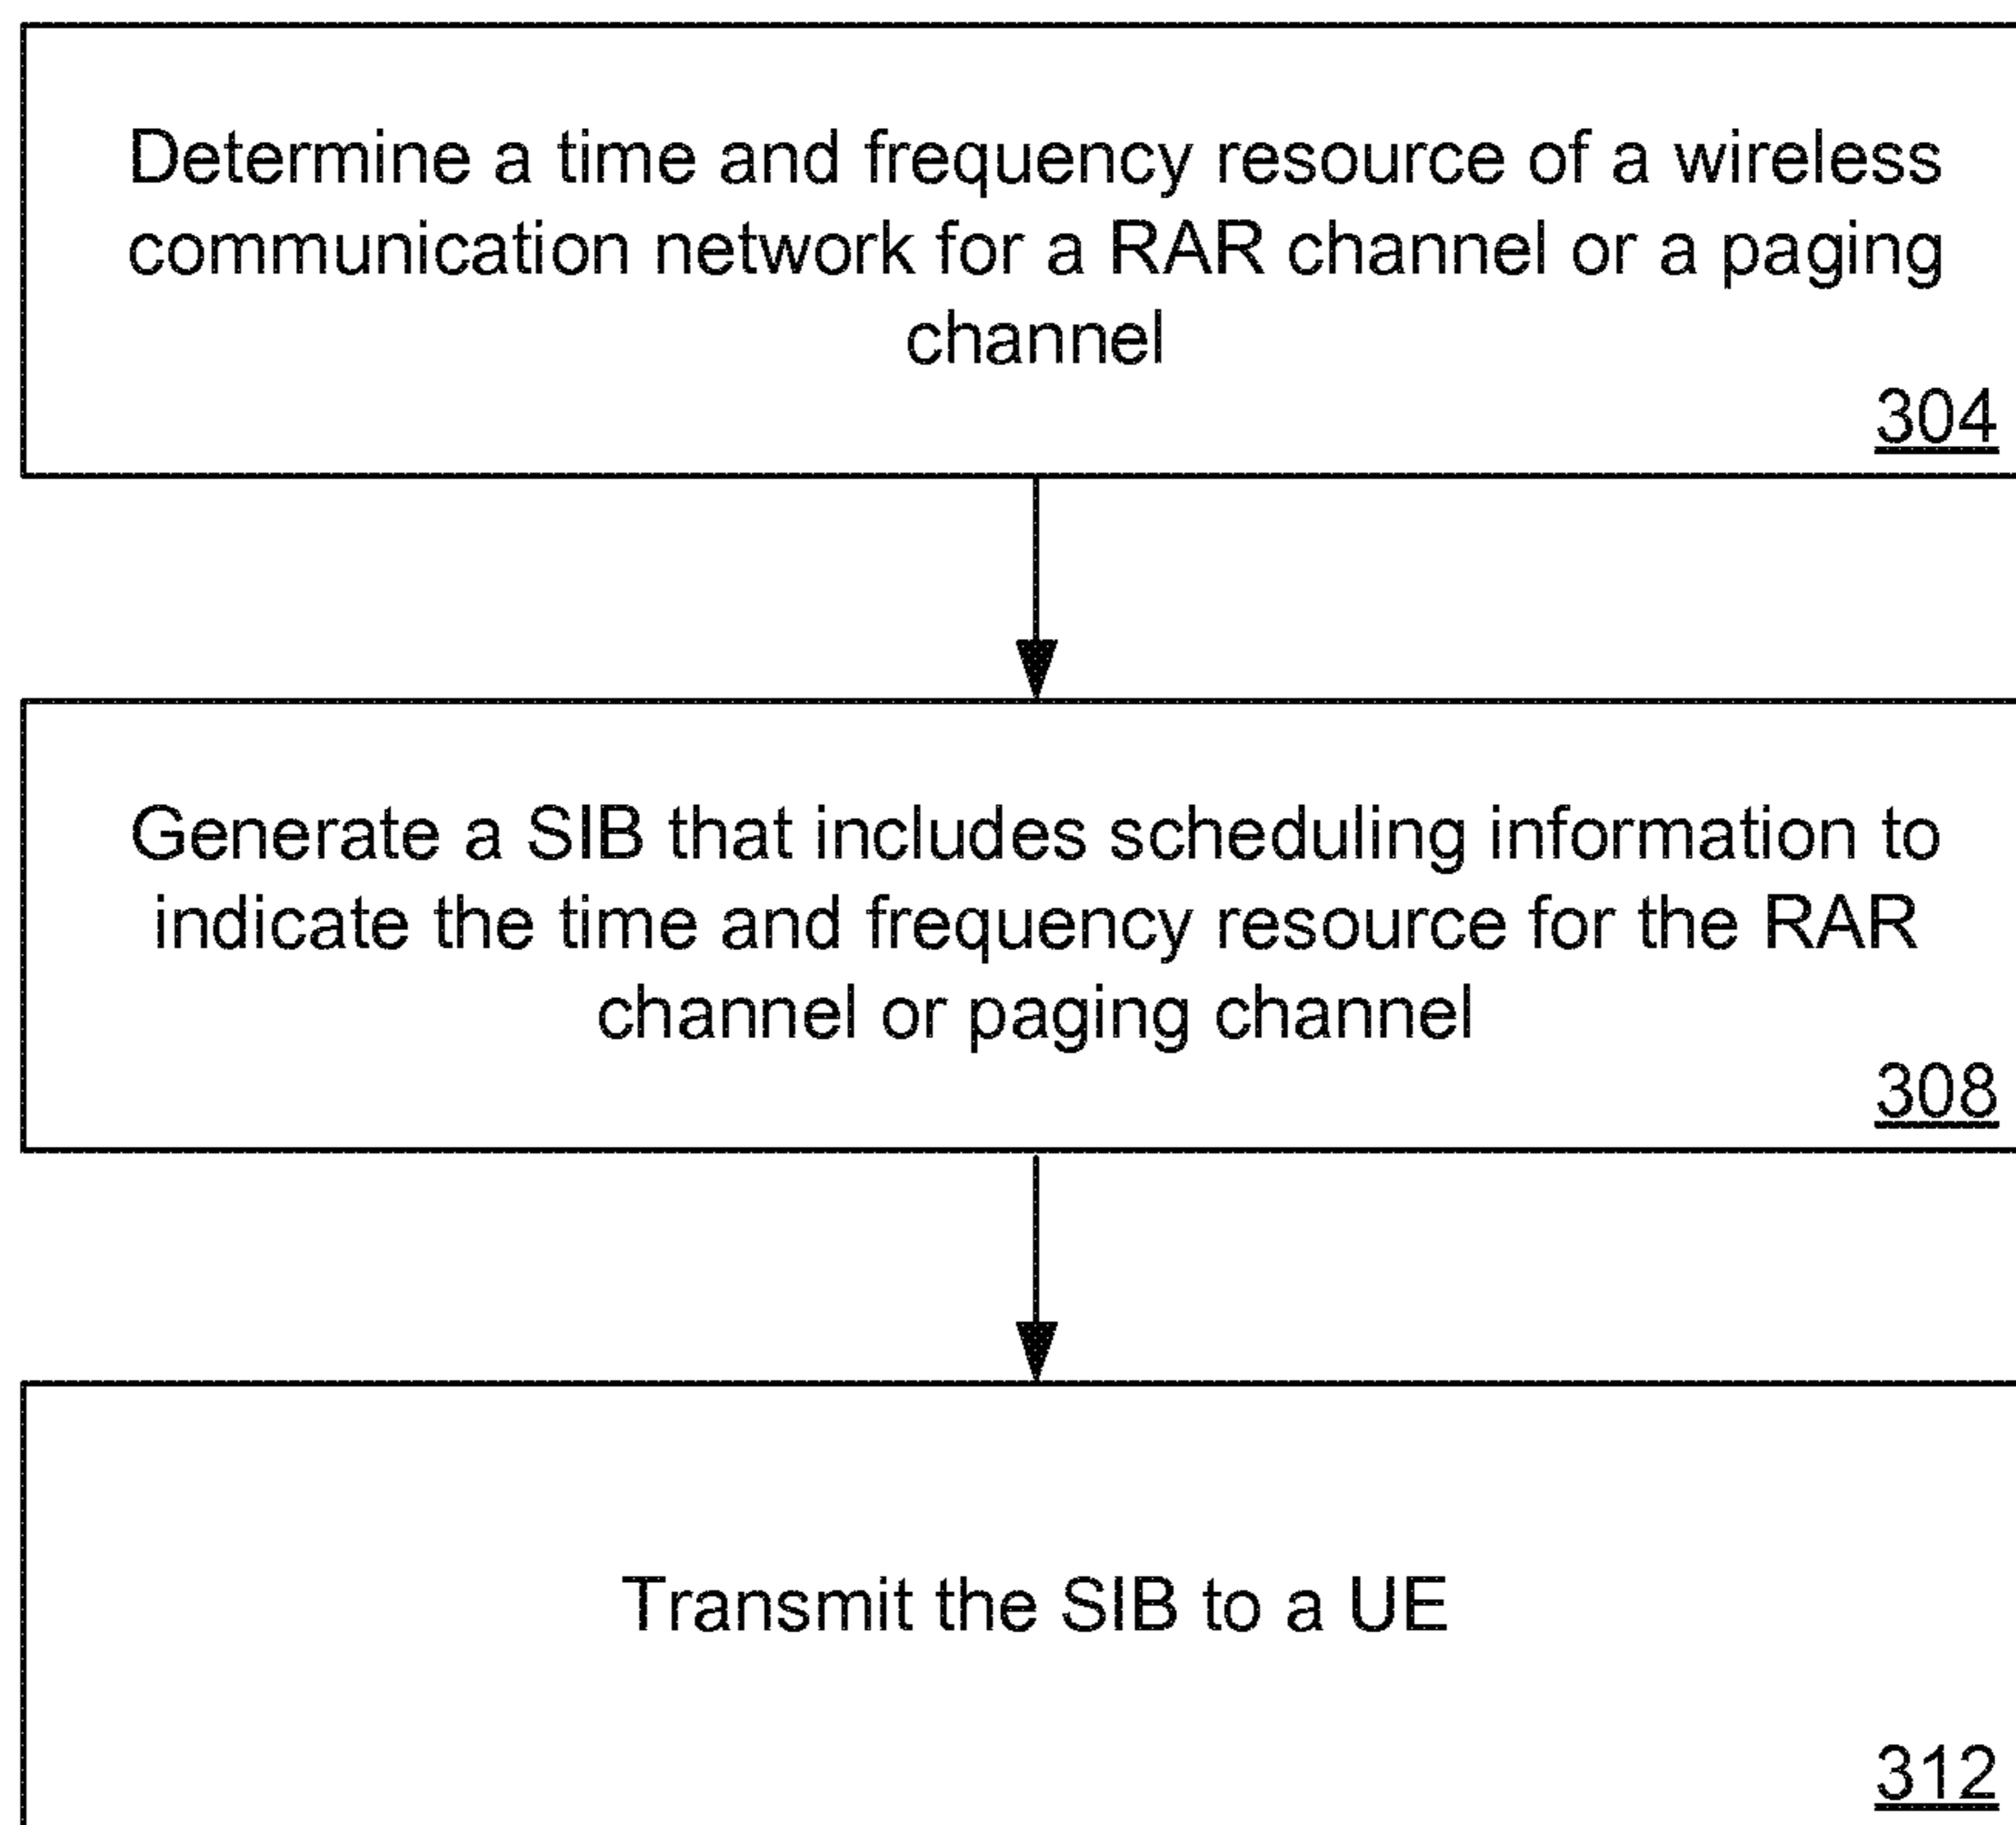 Determine a time and frequency resource of a wireless
communication network for a RAR channel or a paging
channel
304
Generate a SIB that includes scheduling information to
indicate the time and frequency resource for the RAR
channel or paging channel
308
Transmit the SIB to a UE
312